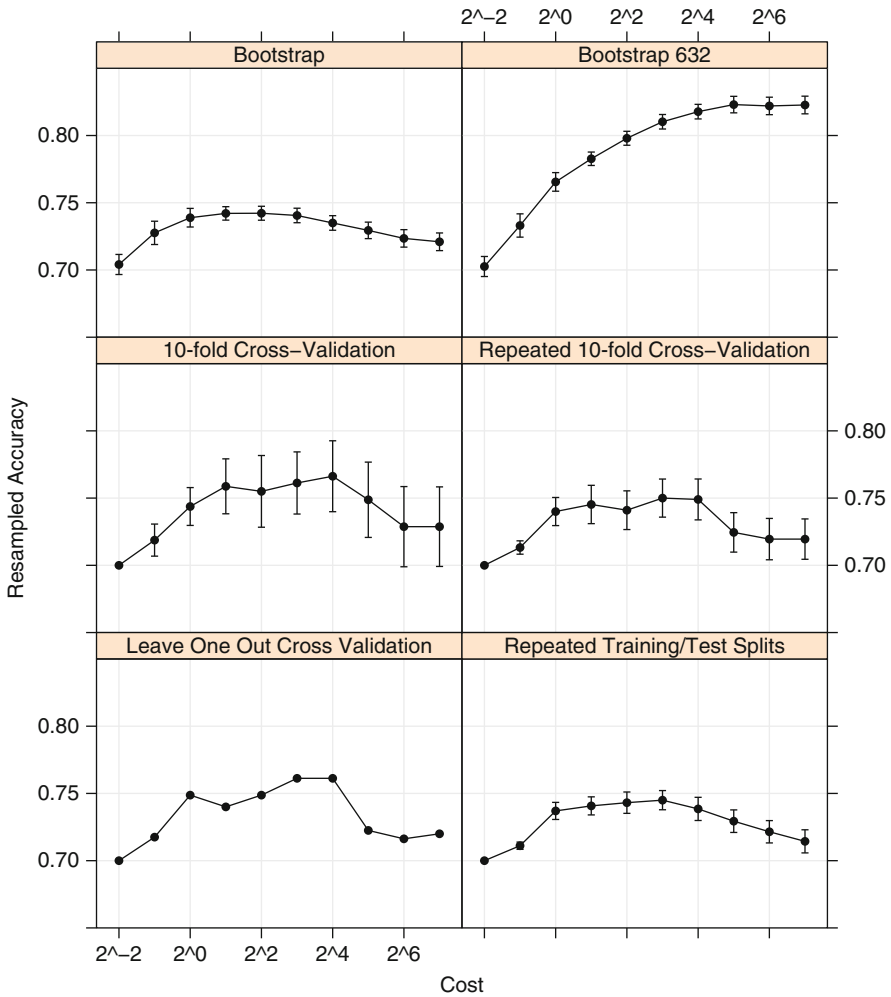 2^−2 2^0 2^2 2^4 2^6
Bootstrap
Bootstrap 632
0.80
0.75
0.70
10-fold Cross−Validation
Repeated 10-fold Cross−Validation
0.80
0.75
0.70
Resampled Accuracy
Leave One Out Cross Validation
Repeated Training/Test Splits
0.80
0.75
0.70
2^−2 2^0 2^2 2^4 2^6
Cost